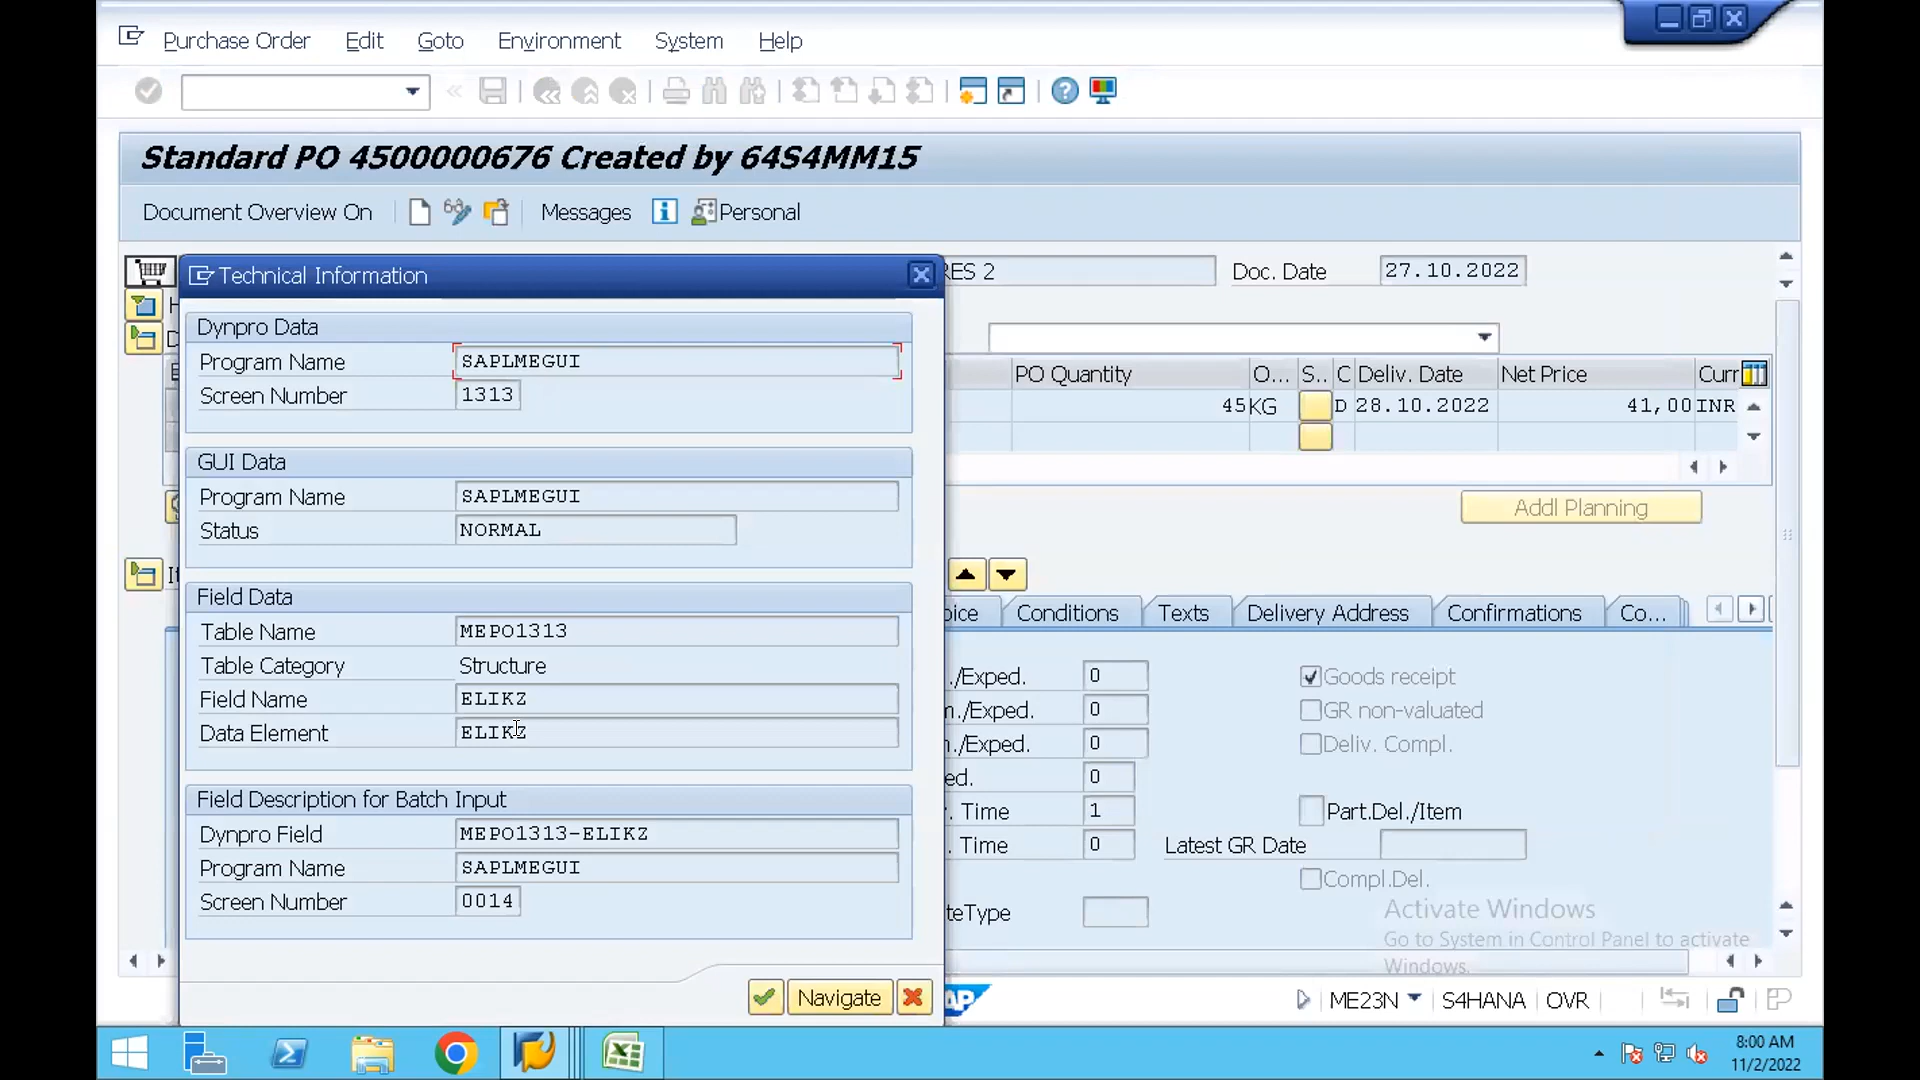 Purchase Order Edit Goto Environment System Help
Standard PO 4500000676 Created by 64S4MM15
Document Overview On Messages Personal
Technical Information
RES 2 Doc. Date 27.10.2022
Dynpro Data
Program Name SAPLMEGUI
Screen Number 1313
PO Quantity O... S.. C Deliv. Date Net Price Curr
45 KG D 28.10.2022 41,00 INR
GUI Data
Program Name SAPLMEGUI
Status NORMAL
Addl Planning
Field Data
Table Name MEPO1313
Table Category Structure
Field Name ELIKZ
Data Element ELIKZ
oice Conditions Texts Delivery Address Confirmations Co...
./Exped. 0 Goods receipt
n./Exped. 0 GR non-valuated
n./Exped. 0 Deliv. Compl.
ed. 0
. Time 1 Part.Del./Item
Time 0 Latest GR Date
Compl.Del.
teType
Field Description for Batch Input
Dynpro Field MEPO1313-ELIKZ
Program Name SAPLMEGUI
Screen Number 0014
Activate Windows
Go to System in Control Panel to activate
Windows.
Navigate
ME23N S4HANA OVR
8:00 AM
11/2/2022